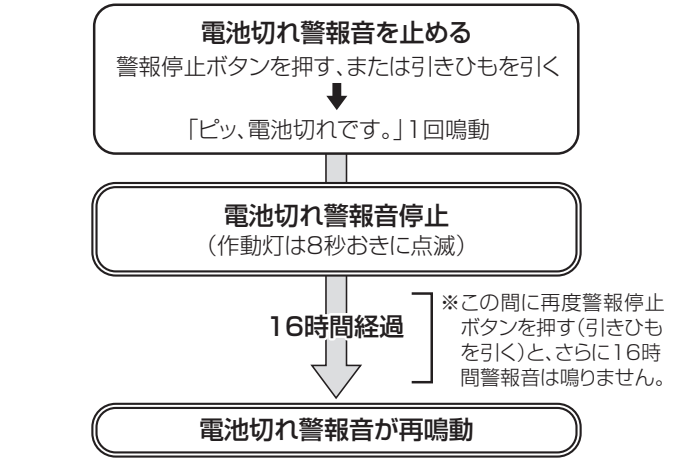 電池切れ警報音を止める
警報停止ボタンを押す、または引きひもを引く
「ピッ、電池切れです。」1回鳴動
電池切れ警報音停止
（作動灯は8秒おきに点滅）
16時間経過
※この間に再度警報停止
ボタンを押す（引きひも
を引く）と、さらに16時
間警報音は鳴りません。
電池切れ警報音が再鳴動